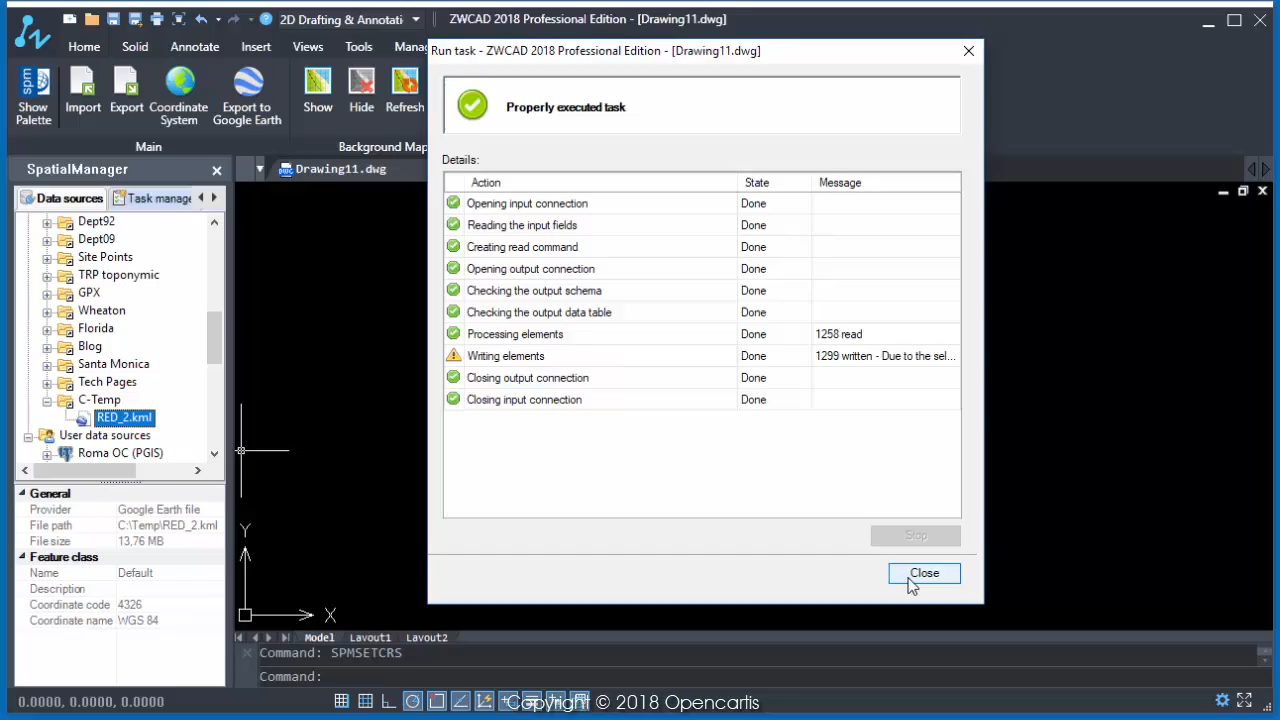 2D Drafting & Annotati
ZWCAD 2018 Professional Edition - [Drawing11.dwg]
Home Solid Annotate Insert Views Tools Mana
Run task - ZWCAD 2018 Professional Edition - [Drawing11.dwg]
spm
Show Palette
Import
Export
Coordinate System
Export to Google Earth
Show
Hide
Refresh
Main
Background Map
SpatialManager
Drawing11.dwg
Data sources
Task manage
Dept92
Dept09
Site Points
TRP toponymic
GPX
Wheaton
Florida
Blog
Santa Monica
Tech Pages
C-Temp
RED_2.kml
User data sources
Roma OC (PGIS)
General
Provider Google Earth file
File path C:\Temp\RED_2.kml
File size 13,76 MB
Feature class
Name Default
Description
Coordinate code 4326
Coordinate name WGS 84
Properly executed task
Details:
Action State Message
Opening input connection Done
Reading the input fields Done
Creating read command Done
Opening output connection Done
Checking the output schema Done
Checking the output data table Done
Processing elements Done 1258 read
Writing elements Done 1299 written - Due to the sel...
Closing output connection Done
Closing input connection Done
Stop
Close
Y
X
Model Layout1 Layout2
Command: SPMSETCRS
Command:
0.0000, 0.0000, 0.0000
Copyright © 2018 Opencartis